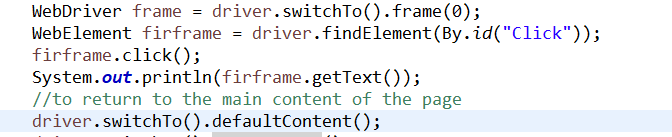 WebDriver frame = driver.switchTo().frame(0);
WebElement firframe = driver.findElement(By.id("Click"));
firframe.click();
System.out.println(firframe.getText());
//to return to the main content of the page
driver.switchTo().defaultContent();